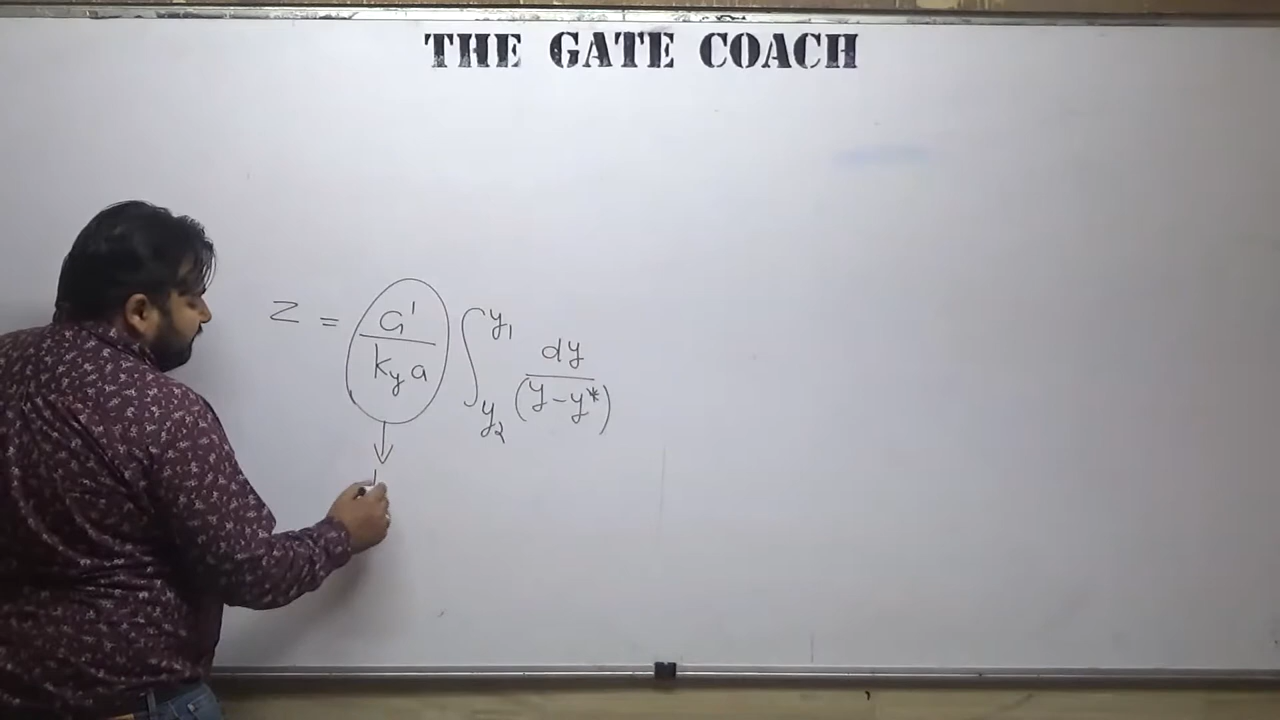 THE GATE COACH
Z = G' / (k_y a) ∫_{y_2}^{y_1} dy / (y - y*)